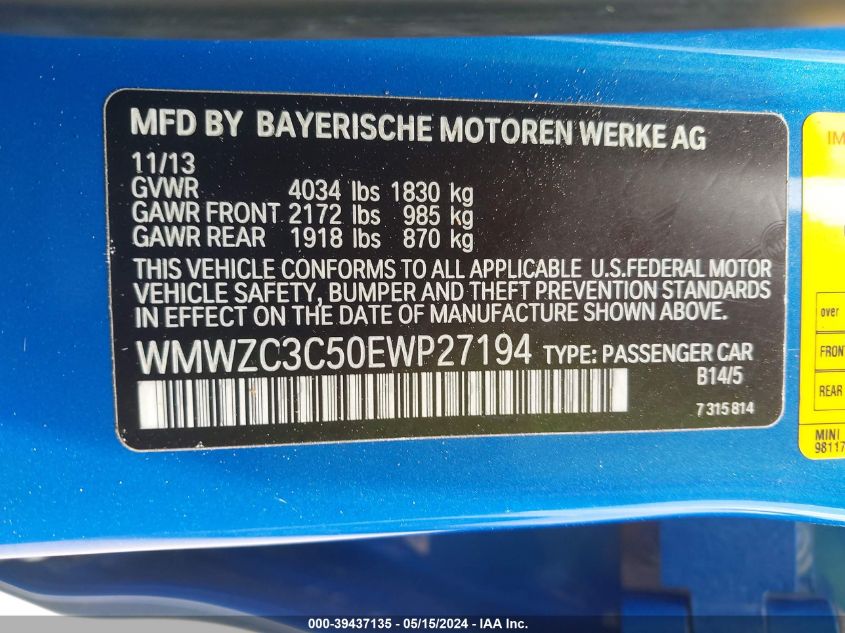 MFD BY BAYERISCHE MOTOREN WERKE AG
11/13
GVWR 4034 lbs 1830 kg
GAWR FRONT 2172 lbs 985 kg
GAWR REAR 1918 lbs 870 kg
THIS VEHICLE CONFORMS TO ALL APPLICABLE U.S.FEDERAL MOTOR
VEHICLE SAFETY, BUMPER AND THEFT PREVENTION STANDARDS
IN EFFECT ON THE DATE OF MANUFACTURE SHOWN ABOVE.
WMWZC3C50EWP27194 TYPE: PASSENGER CAR
B14/5
7 315 814
IM
over
FRON
REAR
MINI
98117
000-39437135 - 05/15/2024 - IAA Inc.